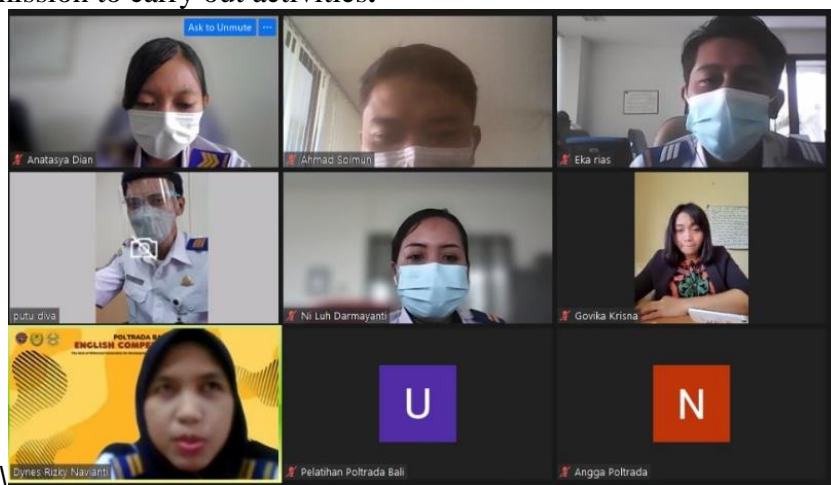 mission to carry out activities.
Ask to Unmute ...
Anatasya Dian
Ahmad Soimun
Eka rias
putu diva
Ni Luh Darmayanti
Govika Krisna
POLTRADA BA
ENGLISH COMPE
Dynes Rizky Navianti
U
Pelatihan Poltrada Bali
N
Angga Poltrada
\